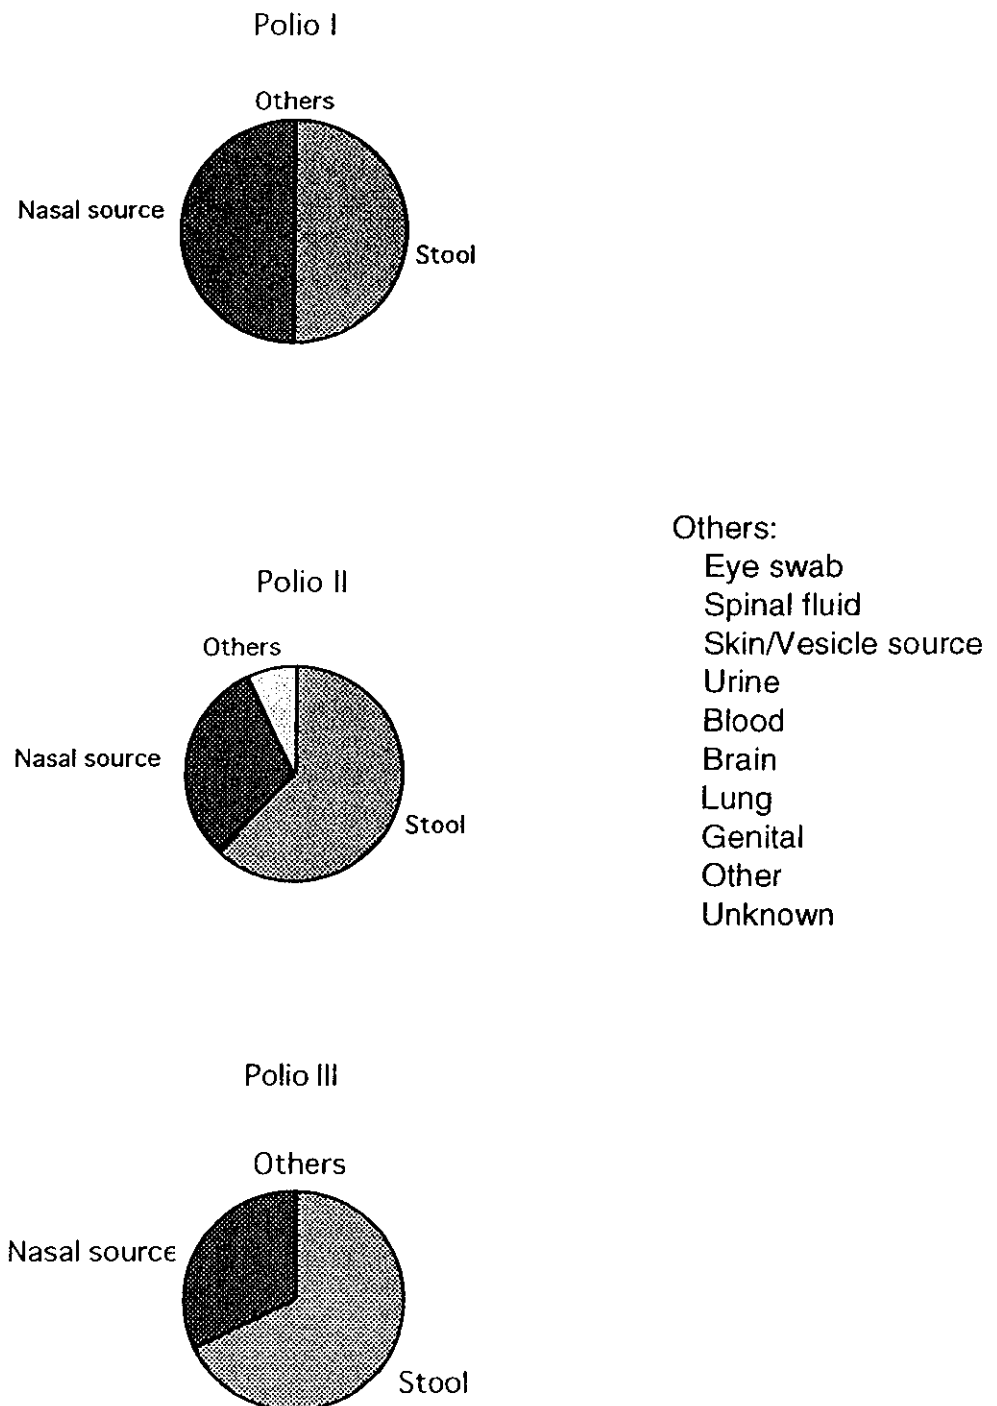 Polio I
Others
Nasal source
Stool
Polio II
Others
Nasal source
Stool
Others:
Eye swab
Spinal fluid
Skin/Vesicle source
Urine
Blood
Brain
Lung
Genital
Other
Unknown
Polio III
Others
Nasal source
Stool